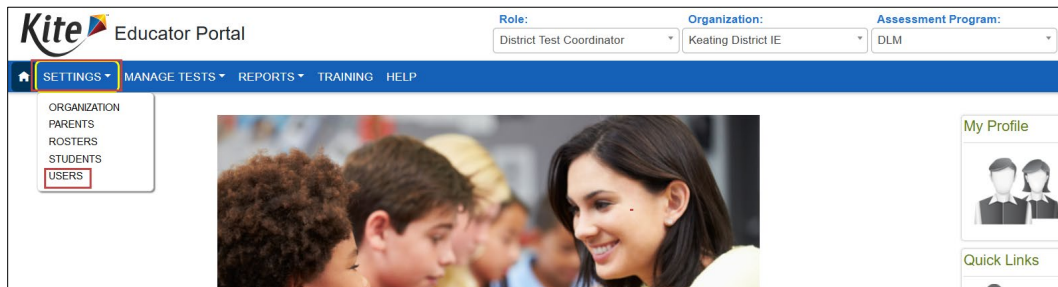 Kite Educator Portal
Role:
District Test Coordinator
Organization:
Keating District IE
Assessment Program:
DLM
SETTINGS MANAGE TESTS REPORTS TRAINING HELP
ORGANIZATION
PARENTS
ROSTERS
STUDENTS
USERS
My Profile
Quick Links